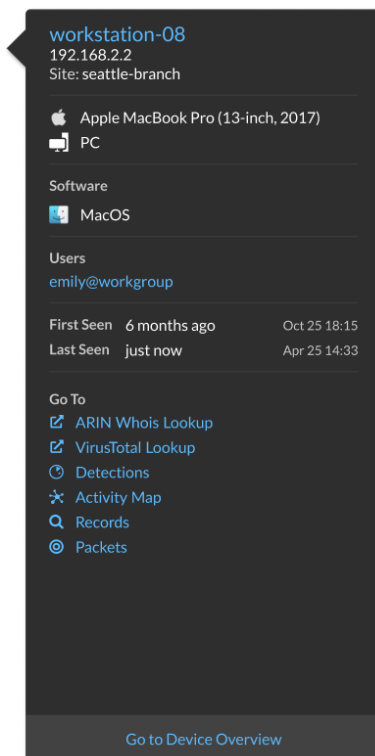 workstation-08
192.168.2.2
Site: seattle-branch
Apple MacBook Pro (13-inch, 2017)
PC
Software
MacOS
Users
emily@workgroup
First Seen 6 months ago Oct 25 18:15
Last Seen just now Apr 25 14:33
Go To
ARIN Whois Lookup
VirusTotal Lookup
Detections
Activity Map
Records
Packets
Go to Device Overview